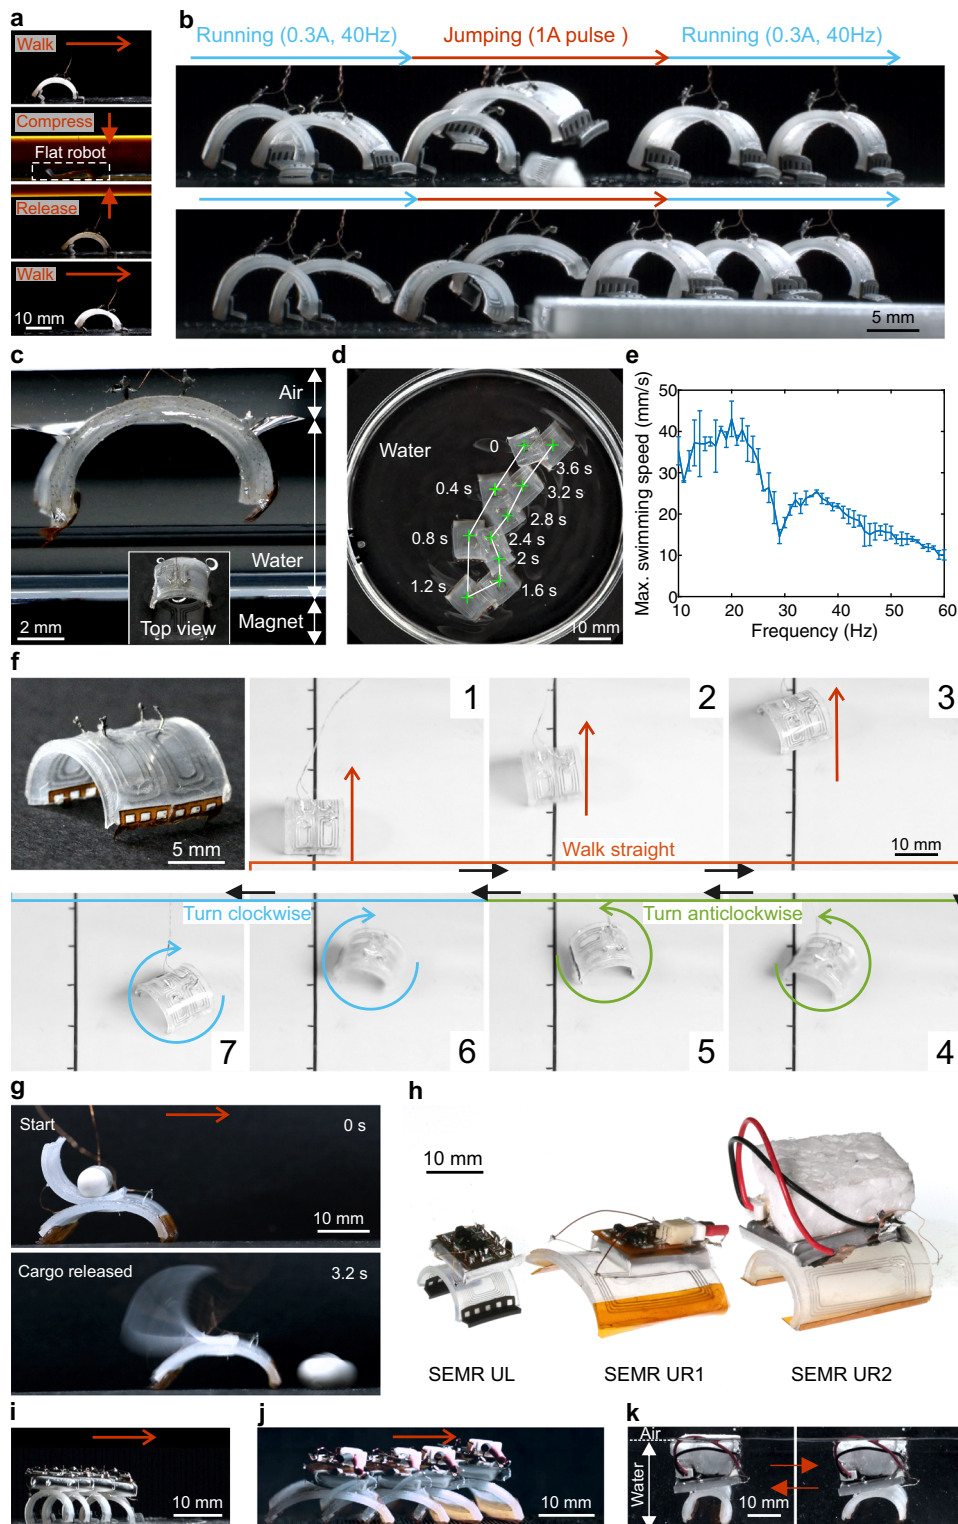 a
Walk
Compress
Flat robot
Release
Walk
10 mm
b
Running (0.3A, 40Hz)
Jumping (1A pulse )
Running (0.3A, 40Hz)
5 mm
c
Air
Water
Magnet
2 mm
Top view
d
Water
0
0.4 s
0.8 s
1.2 s
1.6 s
2 s
2.4 s
2.8 s
3.2 s
3.6 s
10 mm
e
Max. swimming speed (mm/s)
50
40
30
20
10
0
10
20
30
40
50
60
Frequency (Hz)
f
5 mm
1
2
3
10 mm
Walk straight
Turn clockwise
Turn anticlockwise
7
6
5
4
g
Start
0 s
10 mm
Cargo released
3.2 s
h
10 mm
SEMR UL
SEMR UR1
SEMR UR2
i
10 mm
j
10 mm
k
Air
Water
10 mm